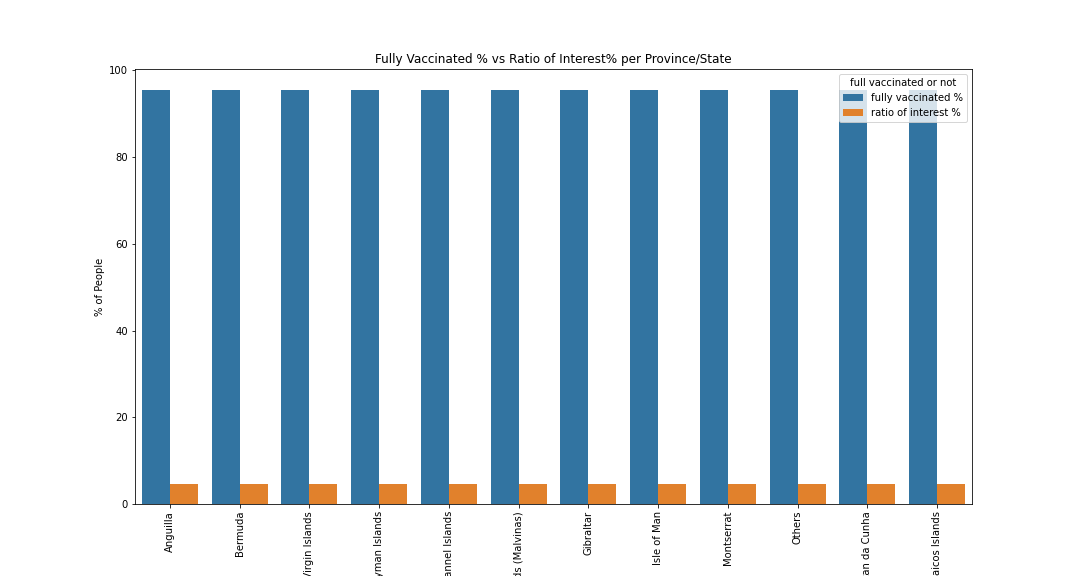 Fully Vaccinated % vs Ratio of Interest% per Province/State
full vaccinated or not
fully vaccinated %
ratio of interest %
% of People
100
80
60
40
20
0
Anguilla
Bermuda
Virgin Islands
yman Islands
annel Islands
ds (Malvinas)
Gibraltar
Isle of Man
Montserrat
Others
an da Cunha
aicos Islands